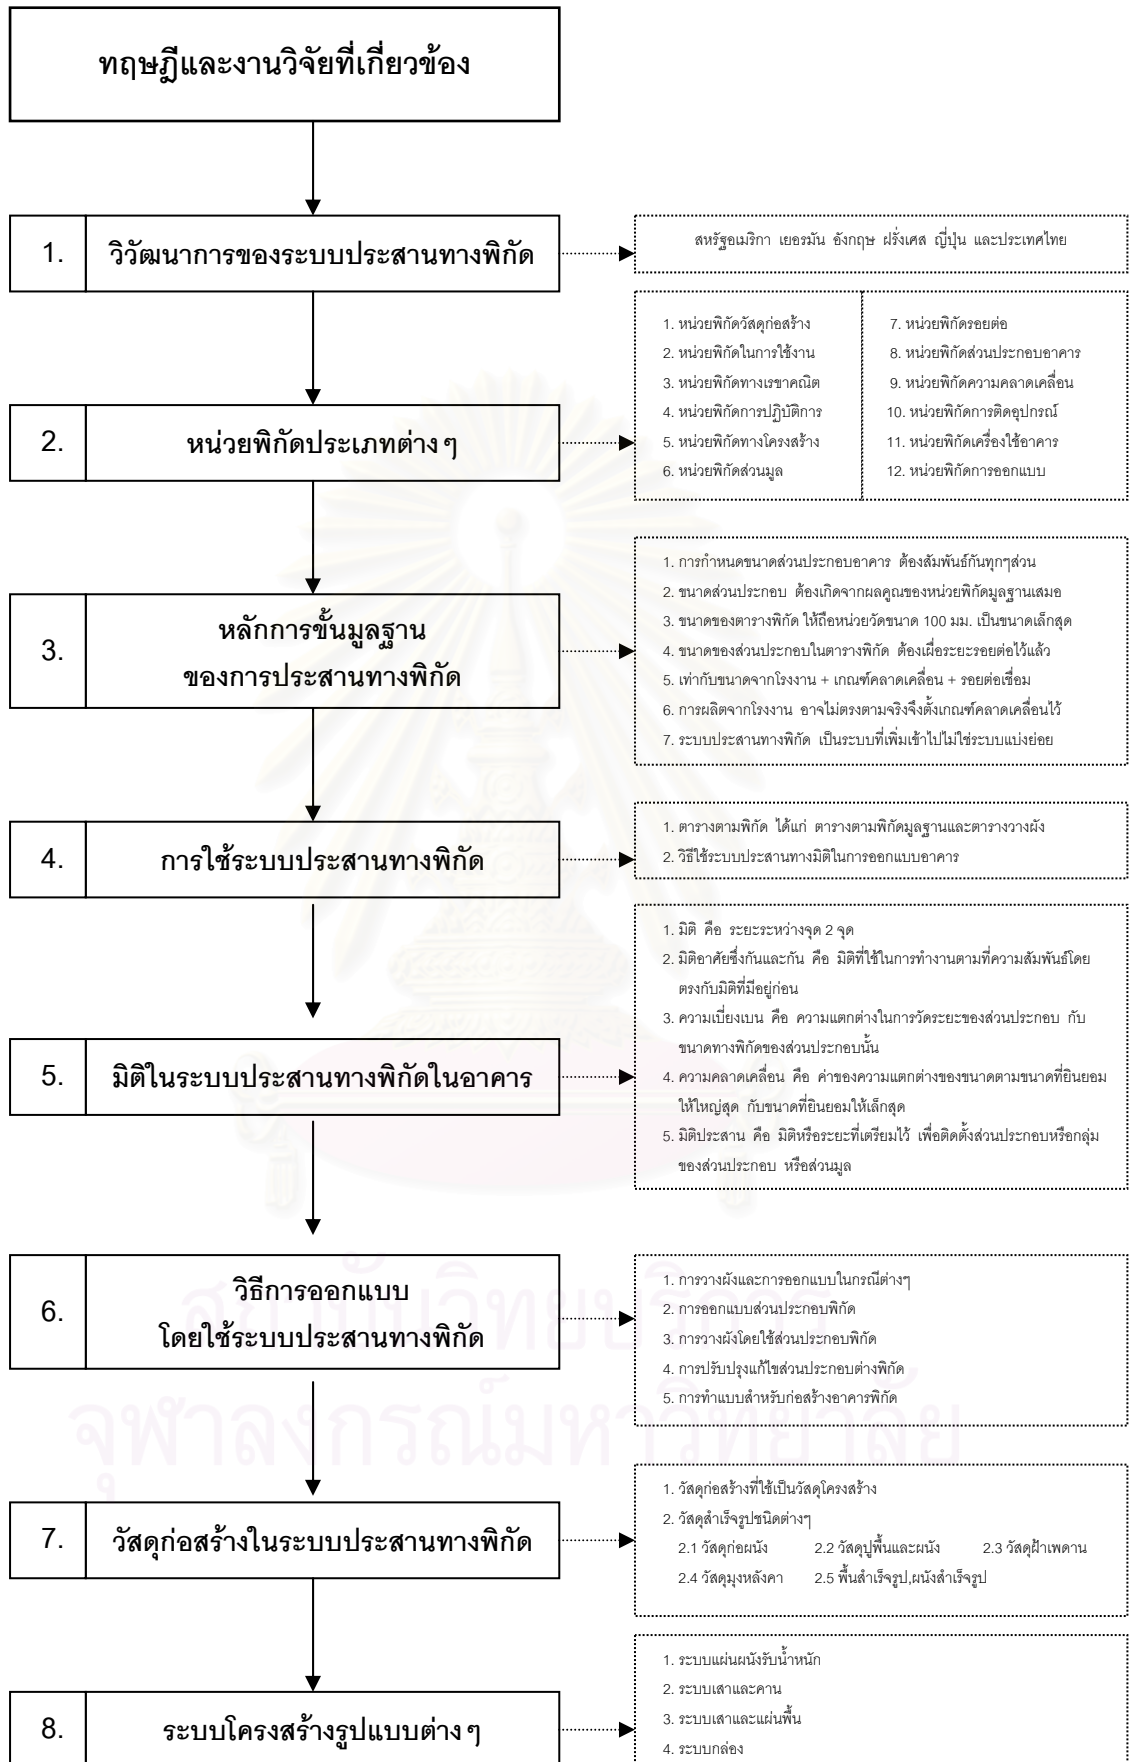 ทฤษฎีและงานวิจัยที่เกี่ยวข้อง
1. วิวัฒนาการของระบบประสานทางพิกัด
สหรัฐอเมริกา เยอรมัน อังกฤษ ฝรั่งเศส ญี่ปุ่น และประเทศไทย
2. หน่วยพิกัดประเภทต่าง ๆ
1. หน่วยพิกัดวัสดุก่อสร้าง
2. หน่วยพิกัดในการใช้งาน
3. หน่วยพิกัดทางเรขาคณิต
4. หน่วยพิกัดการปฏิบัติการ
5. หน่วยพิกัดทางโครงสร้าง
6. หน่วยพิกัดส่วนมูล
7. หน่วยพิกัดรอยต่อ
8. หน่วยพิกัดส่วนประกอบอาคาร
9. หน่วยพิกัดความคลาดเคลื่อน
10. หน่วยพิกัดการติดอุปกรณ์
11. หน่วยพิกัดเครื่องใช้อาคาร
12. หน่วยพิกัดการออกแบบ
3. หลักการขั้นมูลฐาน
ของการประสานทางพิกัด
1. การกำหนดขนาดส่วนประกอบอาคาร ต้องสัมพันธ์กันทุกๆส่วน
2. ขนาดส่วนประกอบ ต้องเกิดจากผลคูณของหน่วยพิกัดมูลฐานเสมอ
3. ขนาดของตารางพิกัด ให้ถือหน่วยวัดขนาด 100 มม. เป็นขนาดเล็กสุด
4. ขนาดของส่วนประกอบในตารางพิกัด ต้องเผื่อระยะรอยต่อไว้แล้ว
5. เท่ากับขนาดจากโรงงาน + เกณฑ์คลาดเคลื่อน + รอยต่อเชื่อม
6. การผลิตจากโรงงาน อาจไม่ตรงตามจริงจึงตั้งเกณฑ์คลาดเคลื่อนไว้
7. ระบบประสานทางพิกัด เป็นระบบที่เพิ่มเข้าไปไม่ใช่ระบบแบ่งย่อย
4. การใช้ระบบประสานทางพิกัด
1. ตารางตามพิกัด ได้แก่ ตารางตามพิกัดมูลฐานและตารางวางผัง
2. วิธีใช้ระบบประสานทางมิติในการออกแบบอาคาร
5. มิติในระบบประสานทางพิกัดในอาคาร
1. มิติ คือ ระยะระหว่างจุด 2 จุด
2. มิติอาศัยซึ่งกันและกัน คือ มิติที่ใช้ในการทำงานตามที่ความสัมพันธ์โดย
ตรงกับมิติที่มีอยู่ก่อน
3. ความเบี่ยงเบน คือ ความแตกต่างในการวัดระยะของส่วนประกอบ กับ
ขนาดทางพิกัดของส่วนประกอบนั้น
4. ความคลาดเคลื่อน คือ ค่าของความแตกต่างของขนาดตามขนาดที่ยินยอม
ให้ใหญ่สุด กับขนาดที่ยินยอมให้เล็กสุด
5. มิติประสาน คือ มิติหรือระยะที่เตรียมไว้ เพื่อติดตั้งส่วนประกอบหรือกลุ่ม
ของส่วนประกอบ หรือส่วนมูล
6. วิธีการออกแบบ
โดยใช้ระบบประสานทางพิกัด
1. การวางผังและการออกแบบในกรณีต่างๆ
2. การออกแบบส่วนประกอบพิกัด
3. การวางผังโดยใช้ส่วนประกอบพิกัด
4. การปรับปรุงแก้ไขส่วนประกอบต่างพิกัด
5. การทำแบบสำหรับก่อสร้างอาคารพิกัด
สถาบันวิทยบริการ
จุฬาลงกรณ์มหาวิทยาลัย
7. วัสดุก่อสร้างในระบบประสานทางพิกัด
1. วัสดุก่อสร้างที่ใช้เป็นวัสดุโครงสร้าง
2. วัสดุสำเร็จรูปชนิดต่างๆ
2.1 วัสดุก่อผนัง 2.2 วัสดุปูพื้นและผนัง 2.3 วัสดุฝ้าเพดาน
2.4 วัสดุมุงหลังคา 2.5 พื้นสำเร็จรูป,ผนังสำเร็จรูป
8. ระบบโครงสร้างรูปแบบต่าง ๆ
1. ระบบแผ่นผนังรับน้ำหนัก
2. ระบบเสาและคาน
3. ระบบเสาและแผ่นพื้น
4. ระบบกล่อง